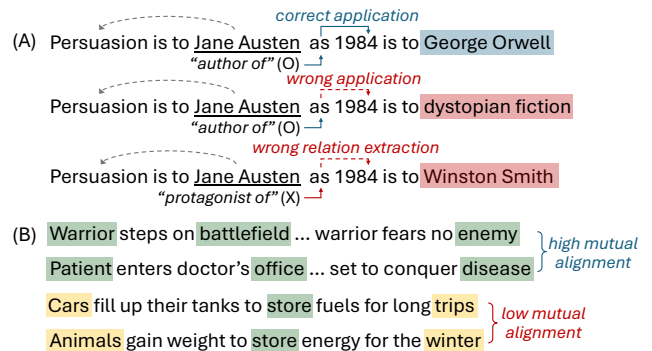 correct application
(A) Persuasion is to Jane Austen as 1984 is to George Orwell
"author of" (O)
wrong application
Persuasion is to Jane Austen as 1984 is to dystopian fiction
"author of" (O)
wrong relation extraction
Persuasion is to Jane Austen as 1984 is to Winston Smith
"protagonist of" (X)
(B) Warrior steps on battlefield ... warrior fears no enemy
high mutual alignment
Patient enters doctor's office ... set to conquer disease
Cars fill up their tanks to store fuels for long trips
low mutual alignment
Animals gain weight to store energy for the winter